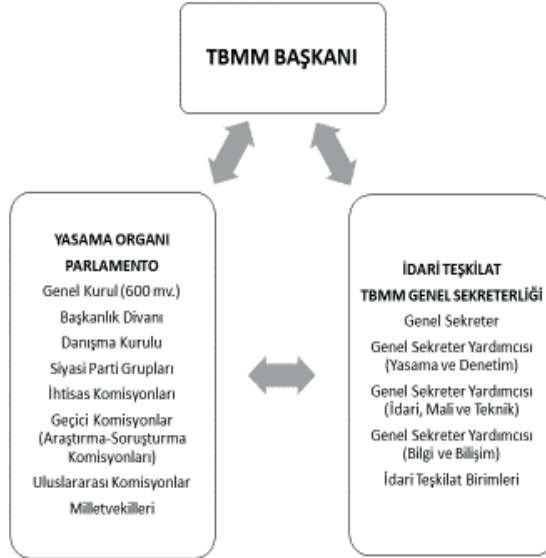 TBMM BAŞKANI
YASAMA ORGANI
PARLAMENTO
Genel Kurul (600 mv.)
Başkanlık Divanı
Danışma Kurulu
Siyasi Parti Grupları
İhtisas Komisyonları
Geçici Komisyonlar
(Araştırma-Soruşturma
Komisyonları)
Uluslararası Komisyonlar
Milletvekilleri
İDARİ TEŞKİLAT
TBMM GENEL SEKRETERLİĞİ
Genel Sekreter
Genel Sekreter Yardımcısı
(Yasama ve Denetim)
Genel Sekreter Yardımcısı
(İdari, Mali ve Teknik)
Genel Sekreter Yardımcısı
(Bilgi ve Bilişim)
İdari Teşkilat Birimleri